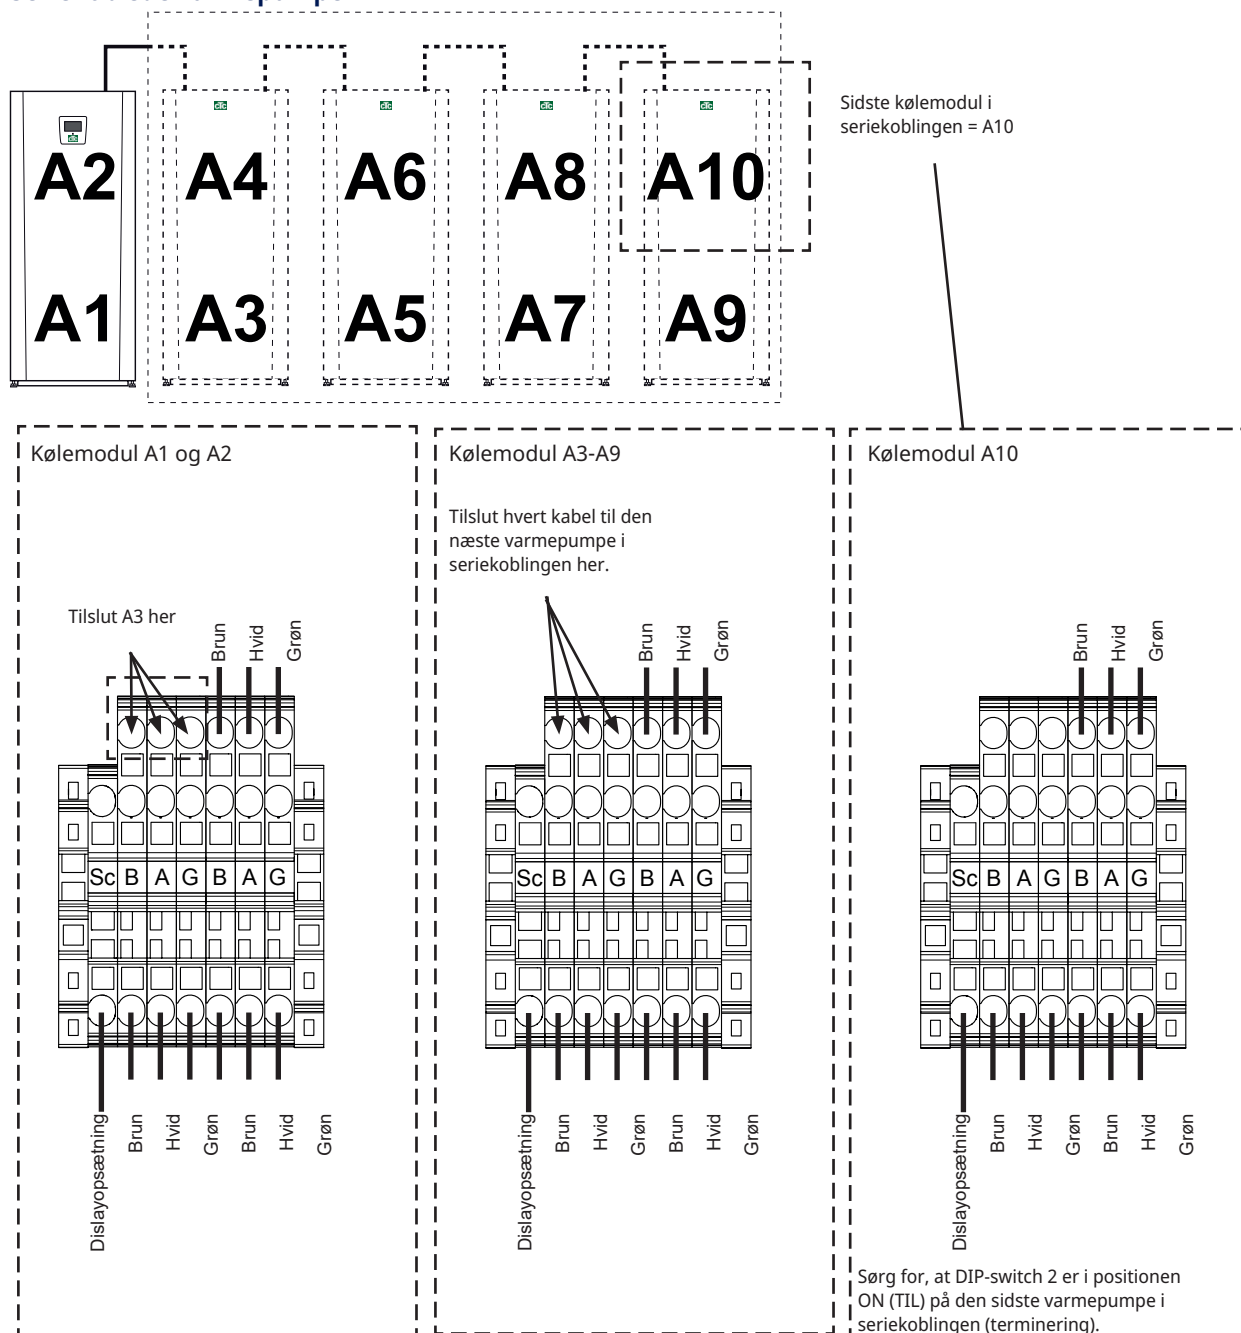 A2
A4
A6
A8
A10
A1
A3
A5
A7
A9
Sidste kølemodul i
seriekoblingen = A10
Kølemodul A1 og A2
Tilslut A3 her
Brun
Hvid
Grøn
Sc B A G B A G
Dislayopsætning
Brun
Hvid
Grøn
Brun
Hvid
Grøn
Kølemodul A3-A9
Tilslut hvert kabel til den
næste varmepumpe i
seriekoblingen her.
Brun
Hvid
Grøn
Sc B A G B A G
Dislayopsætning
Brun
Hvid
Grøn
Brun
Hvid
Grøn
Kølemodul A10
Brun
Hvid
Grøn
Sc B A G B A G
Dislayopsætning
Brun
Hvid
Grøn
Brun
Hvid
Grøn
Sørg for, at DIP-switch 2 er i positionen
ON (TIL) på den sidste varmepumpe i
seriekoblingen (terminering).